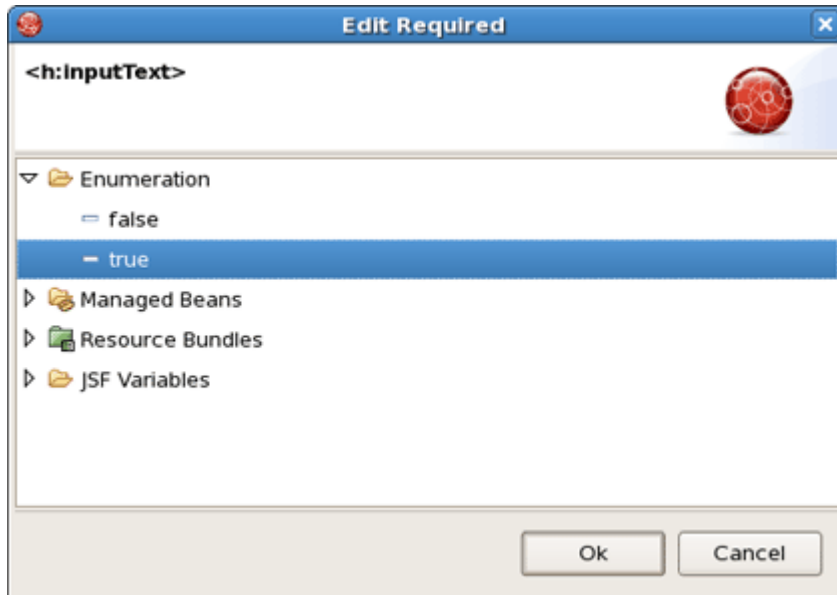 Edit Required
<h:inputText>
Enumeration
false
true
Managed Beans
Resource Bundles
JSF Variables
Ok
Cancel